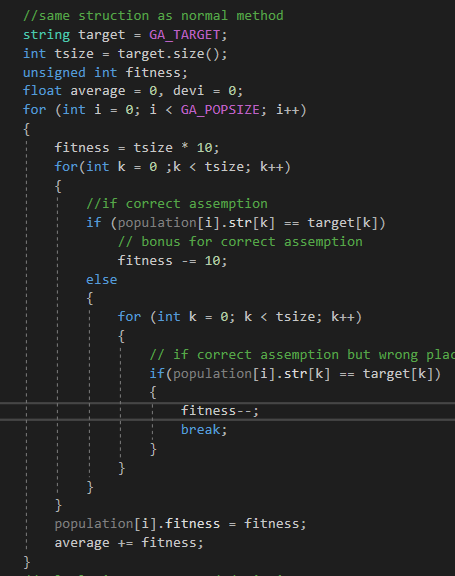 //same struction as normal method
string target = GA_TARGET;
int tsize = target.size();
unsigned int fitness;
float average = 0, devi = 0;
for (int i = 0; i < GA_POPSIZE; i++)
{
fitness = tsize * 10;
for(int k = 0 ;k < tsize; k++)
{
//if correct assemption
if (population[i].str[k] == target[k])
// bonus for correct assemption
fitness -= 10;
else
{
for (int k = 0; k < tsize; k++)
{
// if correct assemption but wrong plac
if(population[i].str[k] == target[k])
{
fitness--;
break;
}
}
}
}
population[i].fitness = fitness;
average += fitness;
}